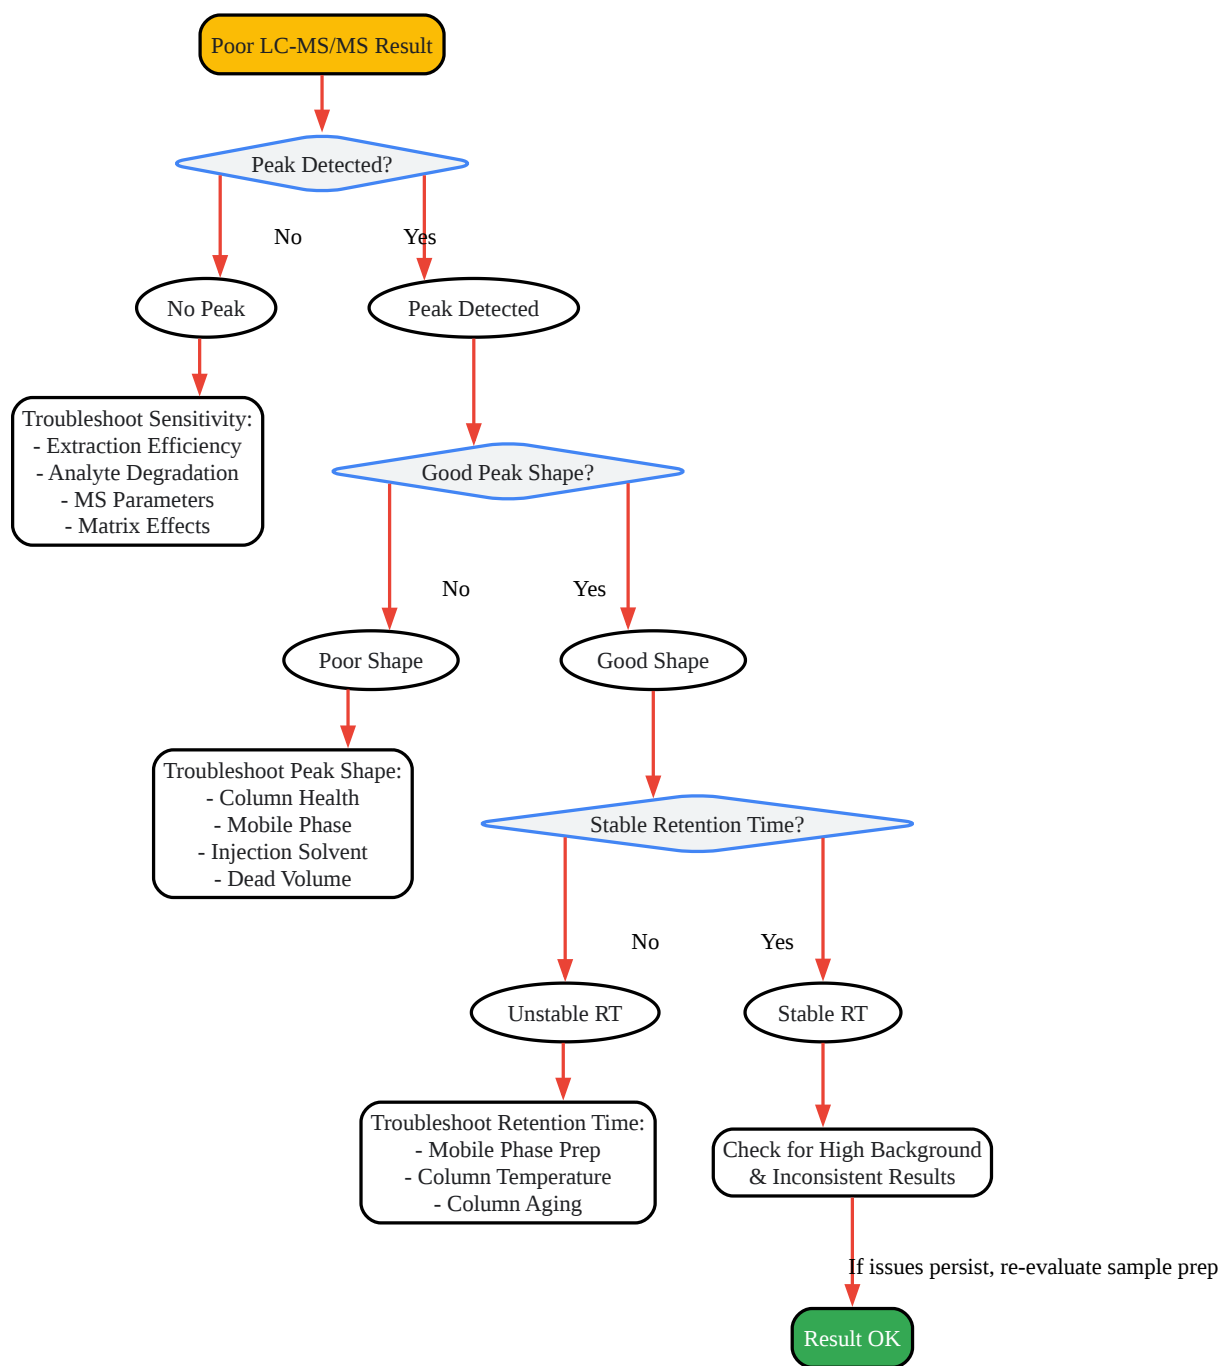 Poor LC-MS/MS Result
Peak Detected?
No
Yes
No Peak
Peak Detected
Troubleshoot Sensitivity:
- Extraction Efficiency
- Analyte Degradation
- MS Parameters
- Matrix Effects
Good Peak Shape?
No
Yes
Poor Shape
Good Shape
Troubleshoot Peak Shape:
- Column Health
- Mobile Phase
- Injection Solvent
- Dead Volume
Stable Retention Time?
No
Yes
Unstable RT
Stable RT
Troubleshoot Retention Time:
- Mobile Phase Prep
- Column Temperature
- Column Aging
Check for High Background
& Inconsistent Results
If issues persist, re-evaluate sample prep
Result OK